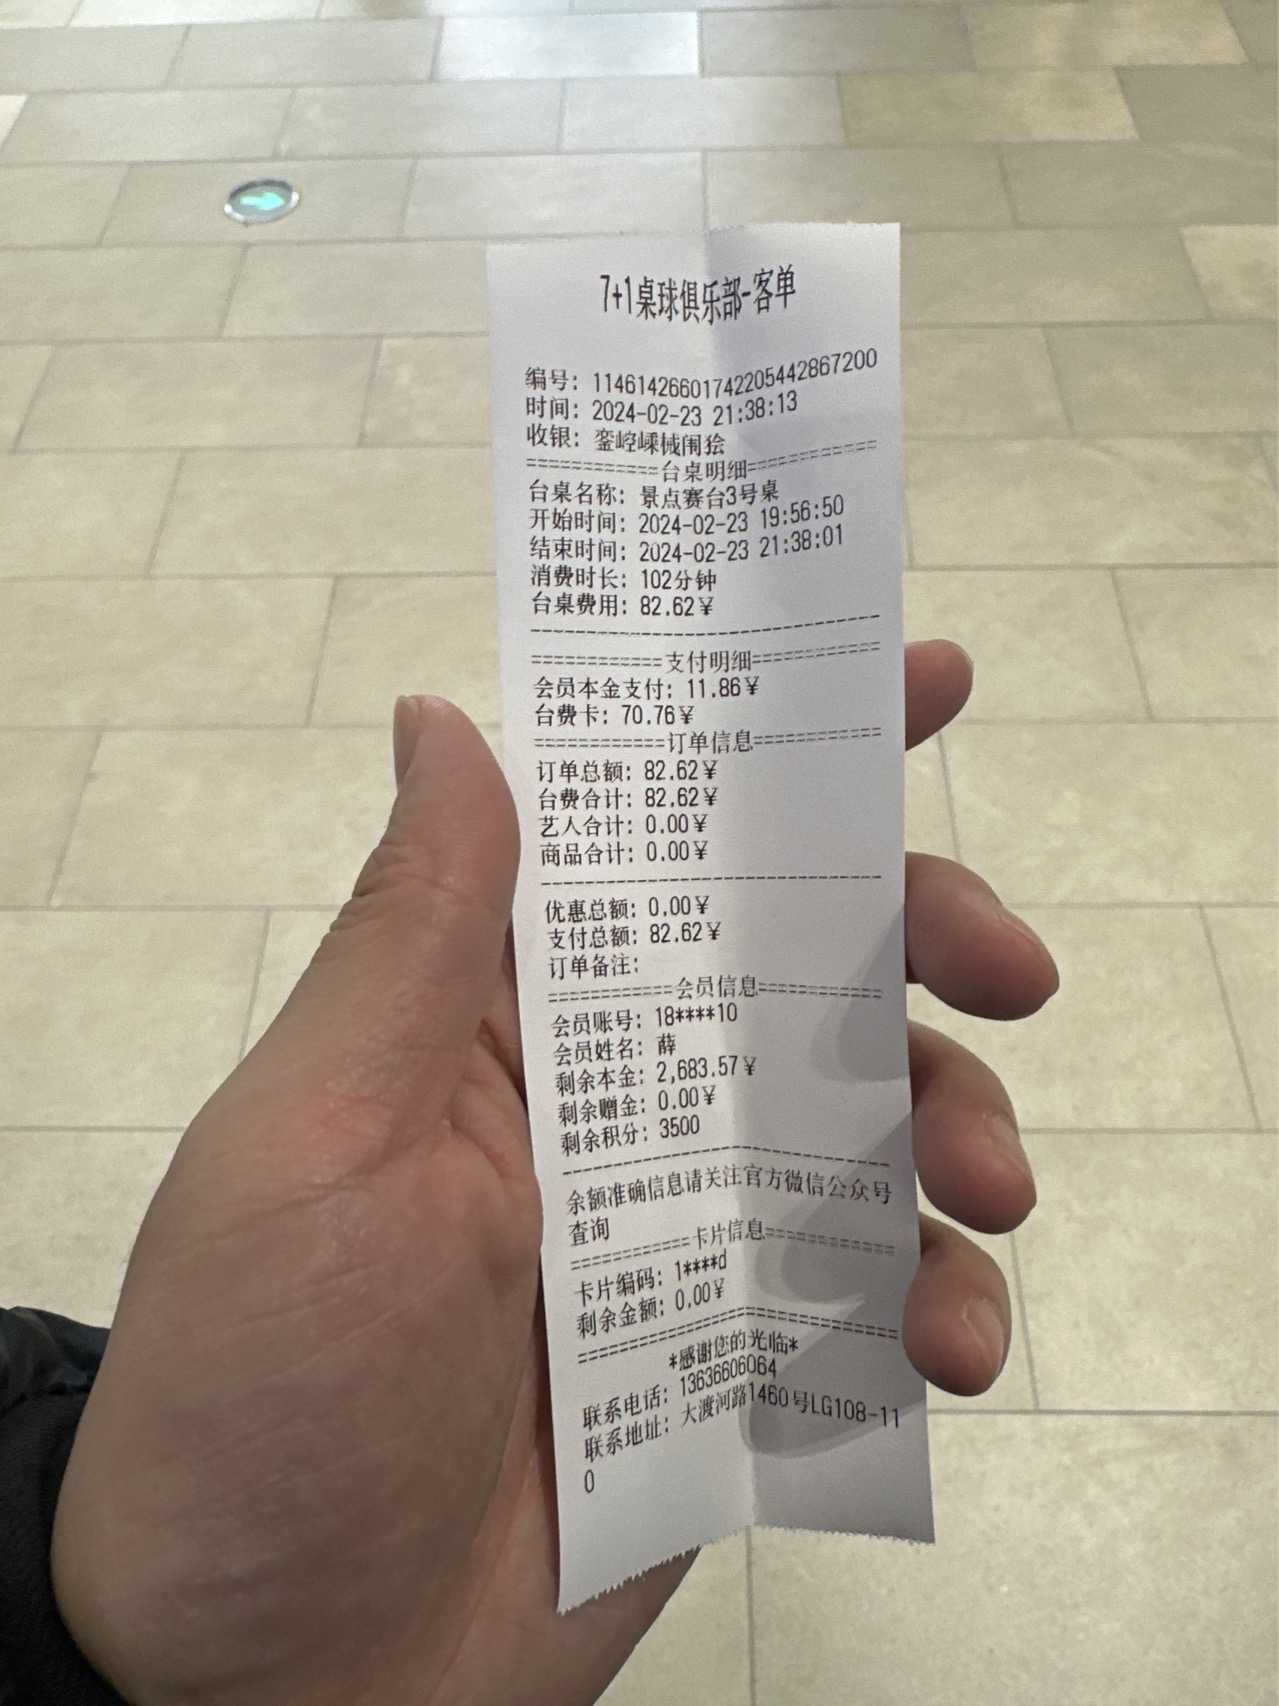 7+1桌球俱乐部-客单
编号: 11461426601742205442867200
时间: 2024-02-23 21:38:13
收银:
============台桌明细============
台桌名称: 景点赛台3号桌
开始时间: 2024-02-23 19:56:50
结束时间: 2024-02-23 21:38:01
消费时长: 102分钟
台桌费用: 82.62¥
--------------------------------
============支付明细============
会员本金支付: 11.86¥
台费卡: 70.76¥
============订单信息============
订单总额: 82.62¥
台费合计: 82.62¥
艺人合计: 0.00¥
商品合计: 0.00¥
--------------------------------
优惠总额: 0.00¥
支付总额: 82.62¥
订单备注:
============会员信息============
会员账号: 18****10
会员姓名: 薛
剩余本金: 2,683.57¥
剩余赠金: 0.00¥
剩余积分: 3500
--------------------------------
余额准确信息请关注官方微信公众号
查询
============卡片信息============
卡片编码: 1****d
剩余金额: 0.00¥
================================
*感谢您的光临*
联系电话: 13636606064
联系地址: 大渡河路1460号LG108-11
0